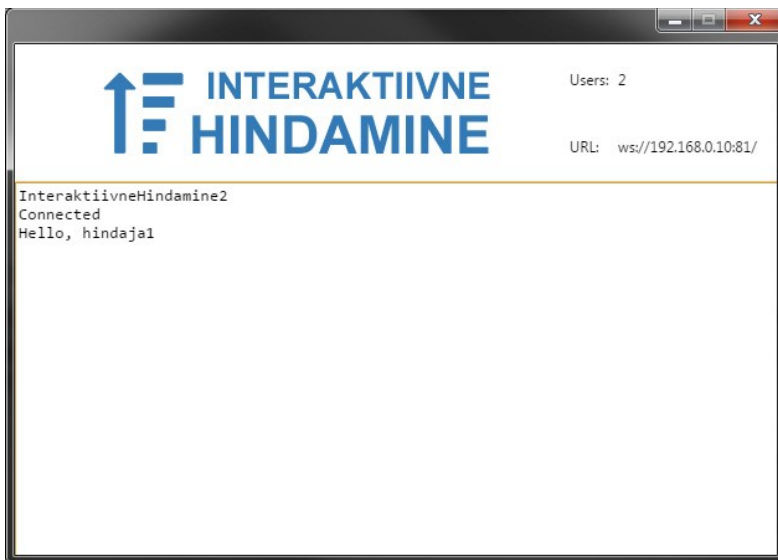 INTERAKTIIVNE
HINDAMINE
Users: 2
URL: ws://192.168.0.10:81/
InteraktiivneHindamine2
Connected
Hello, hindaja1